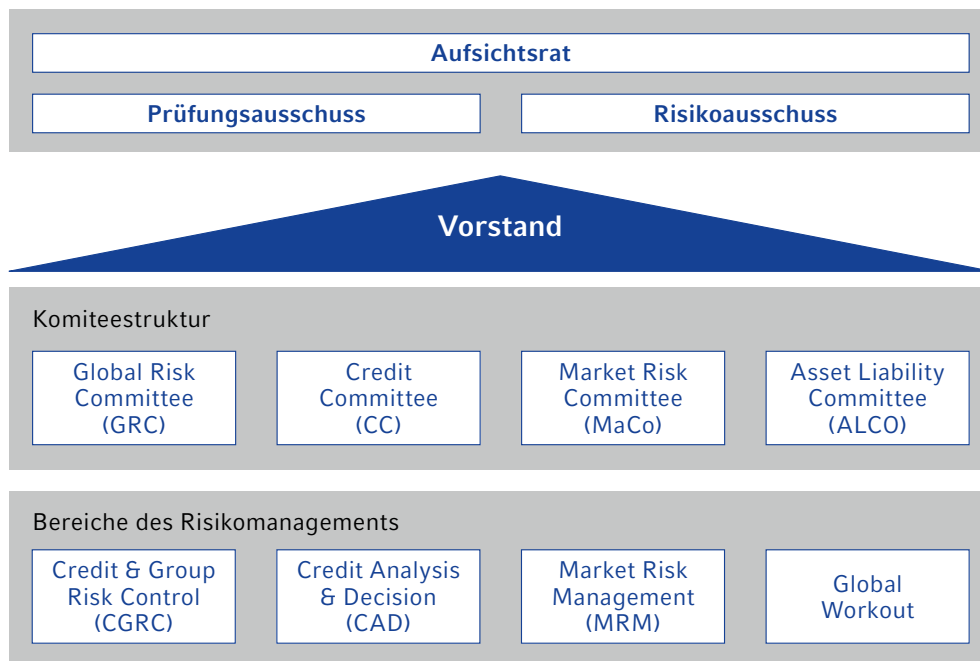 Aufsichtsrat
Prüfungsausschuss
Risikoausschuss
Vorstand
Komiteestruktur
Global Risk
Committee
(GRC)
Credit
Committee
(CC)
Market Risk
Committee
(MaCo)
Asset Liability
Committee
(ALCO)
Bereiche des Risikomanagements
Credit & Group
Risk Control
(CGRC)
Credit Analysis
& Decision
(CAD)
Market Risk
Management
(MRM)
Global
Workout